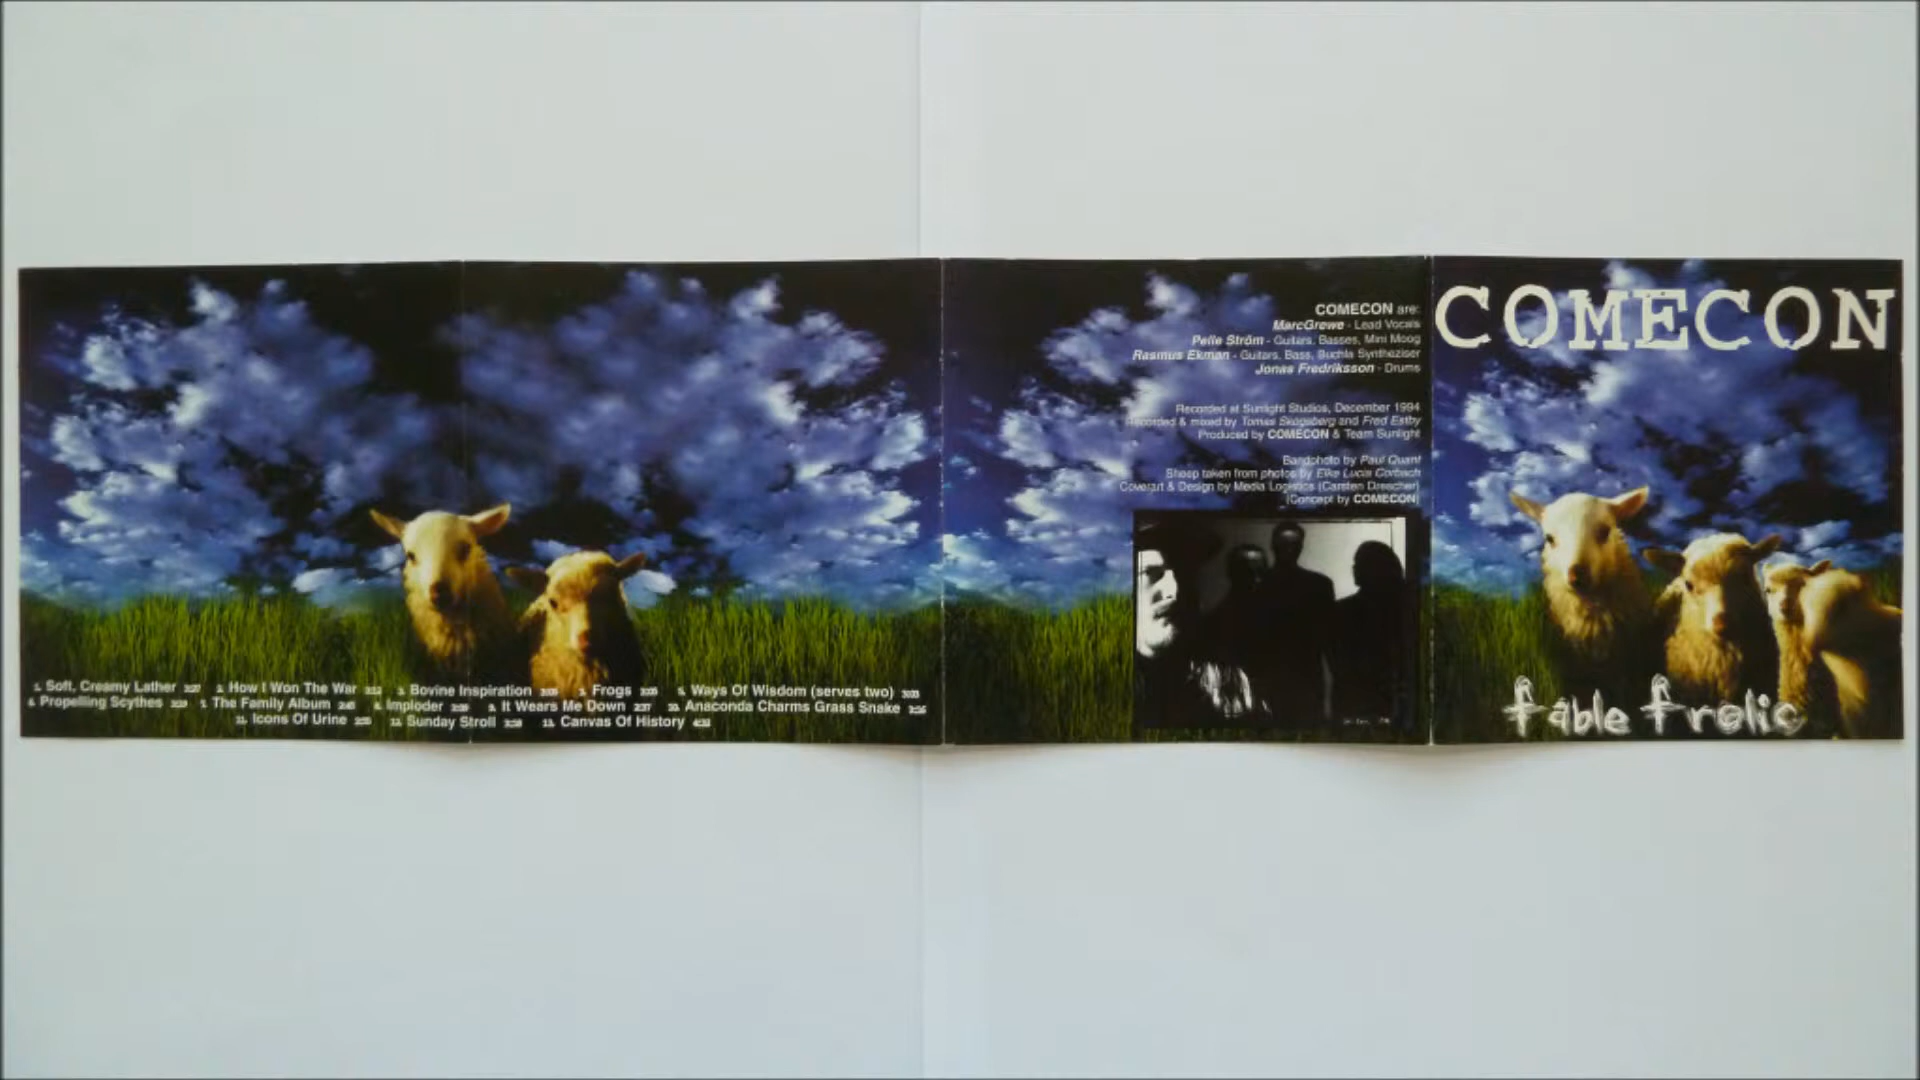 1. Soft, Creamy Lather 2. How I Won The War 3. Bovine Inspiration 4. Frogs 5. Ways Of Wisdom (serves two)
6. Propelling Scythes 7. The Family Album 8. Imploder 9. It Wears Me Down 10. Anaconda Charms Grass Snake
11. Icons Of Urine 12. Sunday Stroll 13. Canvas Of History
COMECON are:
MarcGrewe - Lead Vocals
Pelle Ström - Guitars, Basses, Mini Moog
Rasmus Ekman - Guitars, Bass, Buchla Syntheziser
Jonas Fredriksson - Drums
Recorded at Sunlight Studios, December 1994
Recorded & mixed by Tomas Skogsberg and Fred Estby
Produced by COMECON & Team Sunlight
Bandphoto by Paul Quant
Sheep taken from photos by Elke Lucia Corbach
Coverart & Design by Media Logistics (Carsten Drescher)
(Concept by COMECON)
COMECON
fable frolic